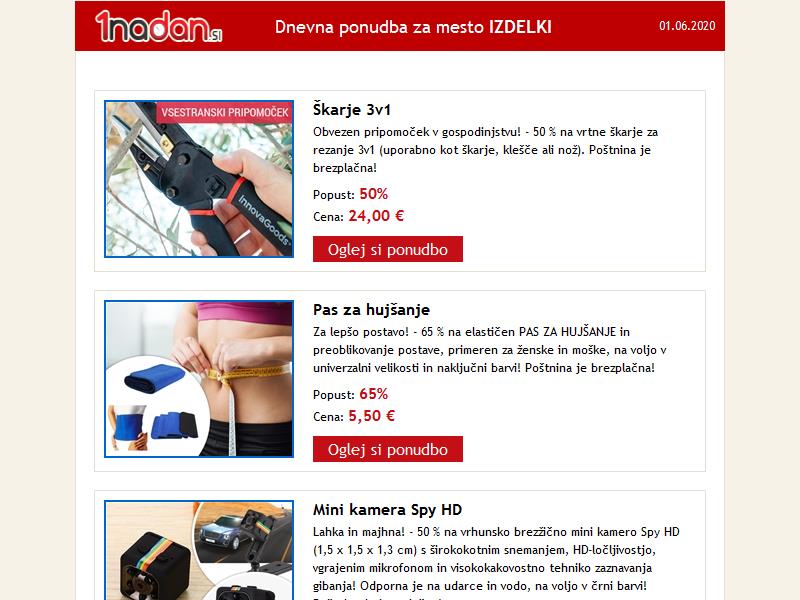 1nadan.si
Dnevna ponudba za mesto IZDELKI
01.06.2020
VSESTRANSKI PRIPOMOČEK
InnovaGoods
Škarje 3v1
Obvezen pripomoček v gospodinjstvu! - 50 % na vrtne škarje za
rezanje 3v1 (uporabno kot škarje, klešče ali nož). Poštnina je
brezplačna!
Popust: 50%
Cena: 24,00 €
Oglej si ponudbo
Pas za hujšanje
Za lepšo postavo! - 65 % na elastičen PAS ZA HUJŠANJE in
preoblikovanje postave, primeren za ženske in moške, na voljo v
univerzalni velikosti in naključni barvi! Poštnina je brezplačna!
Popust: 65%
Cena: 5,50 €
Oglej si ponudbo
Mini kamera Spy HD
Lahka in majhna! - 50 % na vrhunsko brezžično mini kamero Spy HD
(1,5 x 1,5 x 1,3 cm) s širokokotnim snemanjem, HD-ločljivostjo,
vgrajenim mikrofonom in visokokakovostno tehniko zaznavanja
gibanja! Odporna je na udarce in vodo, na voljo v črni barvi!